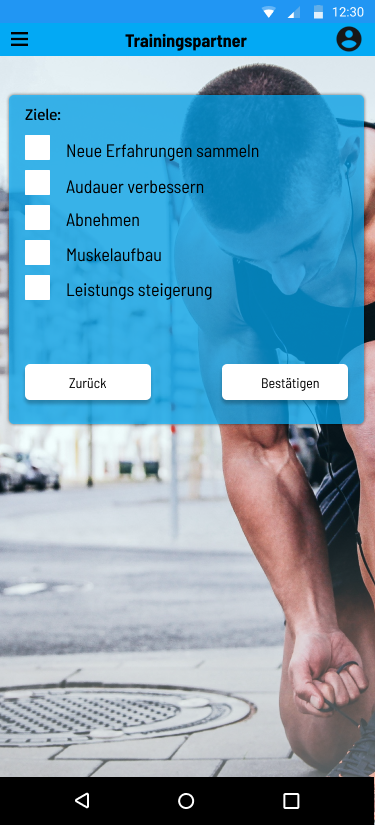 12:30
Trainingspartner
Ziele:
Neue Erfahrungen sammeln
Audauer verbessern
Abnehmen
Muskelaufbau
Leistungs steigerung
Zurück
Bestätigen